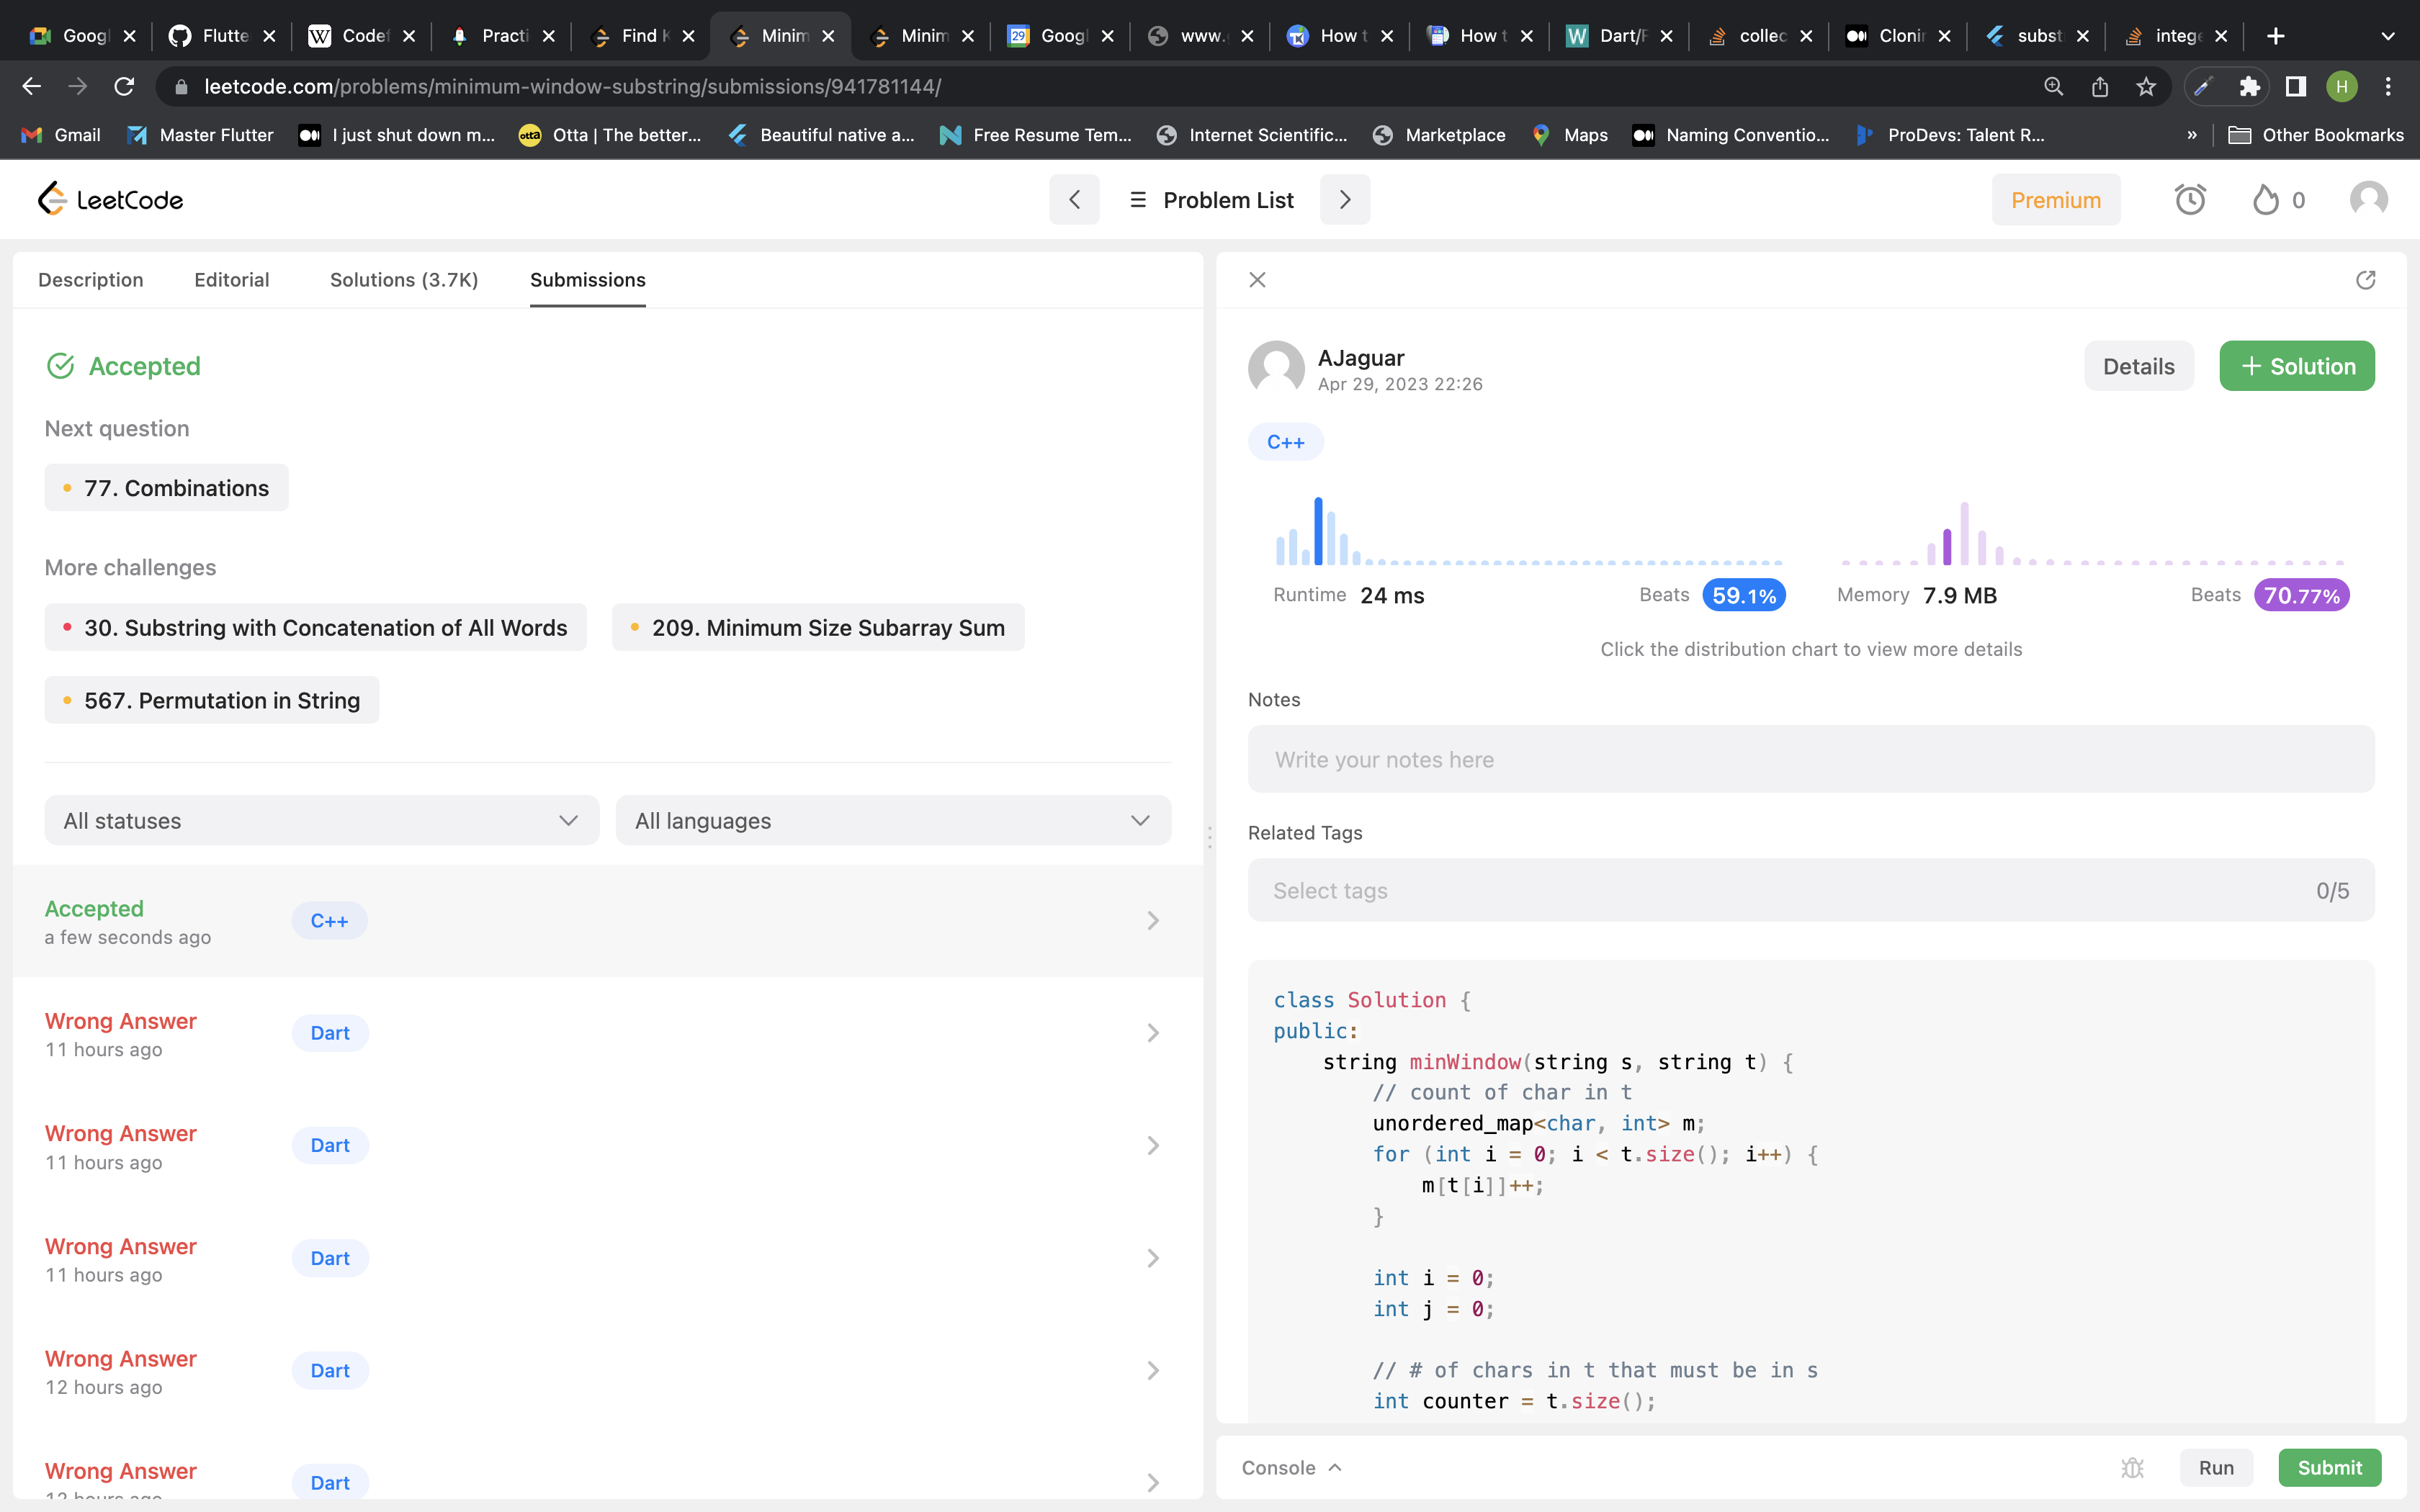 Googl Flutte Codef Practi Find K Minim Minim Googl www. How t How t Dart/F collec Clonin subst intege
leetcode.com/problems/minimum-window-substring/submissions/941781144/ H
Gmail Master Flutter I just shut down m... Otta | The better... Beautiful native a... Free Resume Tem... Internet Scientific... Marketplace Maps Naming Conventio... ProDevs: Talent R... » Other Bookmarks
LeetCode Problem List Premium 0
Description Editorial Solutions (3.7K) Submissions
Accepted
Next question
77. Combinations
More challenges
30. Substring with Concatenation of All Words 209. Minimum Size Subarray Sum
567. Permutation in String
All statuses All languages
Accepted C++
a few seconds ago
Wrong Answer Dart
11 hours ago
Wrong Answer Dart
11 hours ago
Wrong Answer Dart
11 hours ago
Wrong Answer Dart
12 hours ago
Wrong Answer Dart
12 hours ago
AJaguar
Apr 29, 2023 22:26
Details + Solution
C++
Runtime 24 ms Beats 59.1% Memory 7.9 MB Beats 70.77%
Click the distribution chart to view more details
Notes
Write your notes here
Related Tags
Select tags 0/5
class Solution {
public:
    string minWindow(string s, string t) {
        // count of char in t
        unordered_map<char, int> m;
        for (int i = 0; i < t.size(); i++) {
            m[t[i]]++;
        }
        int i = 0;
        int j = 0;
        // # of chars in t that must be in s
        int counter = t.size();
Console Run Submit